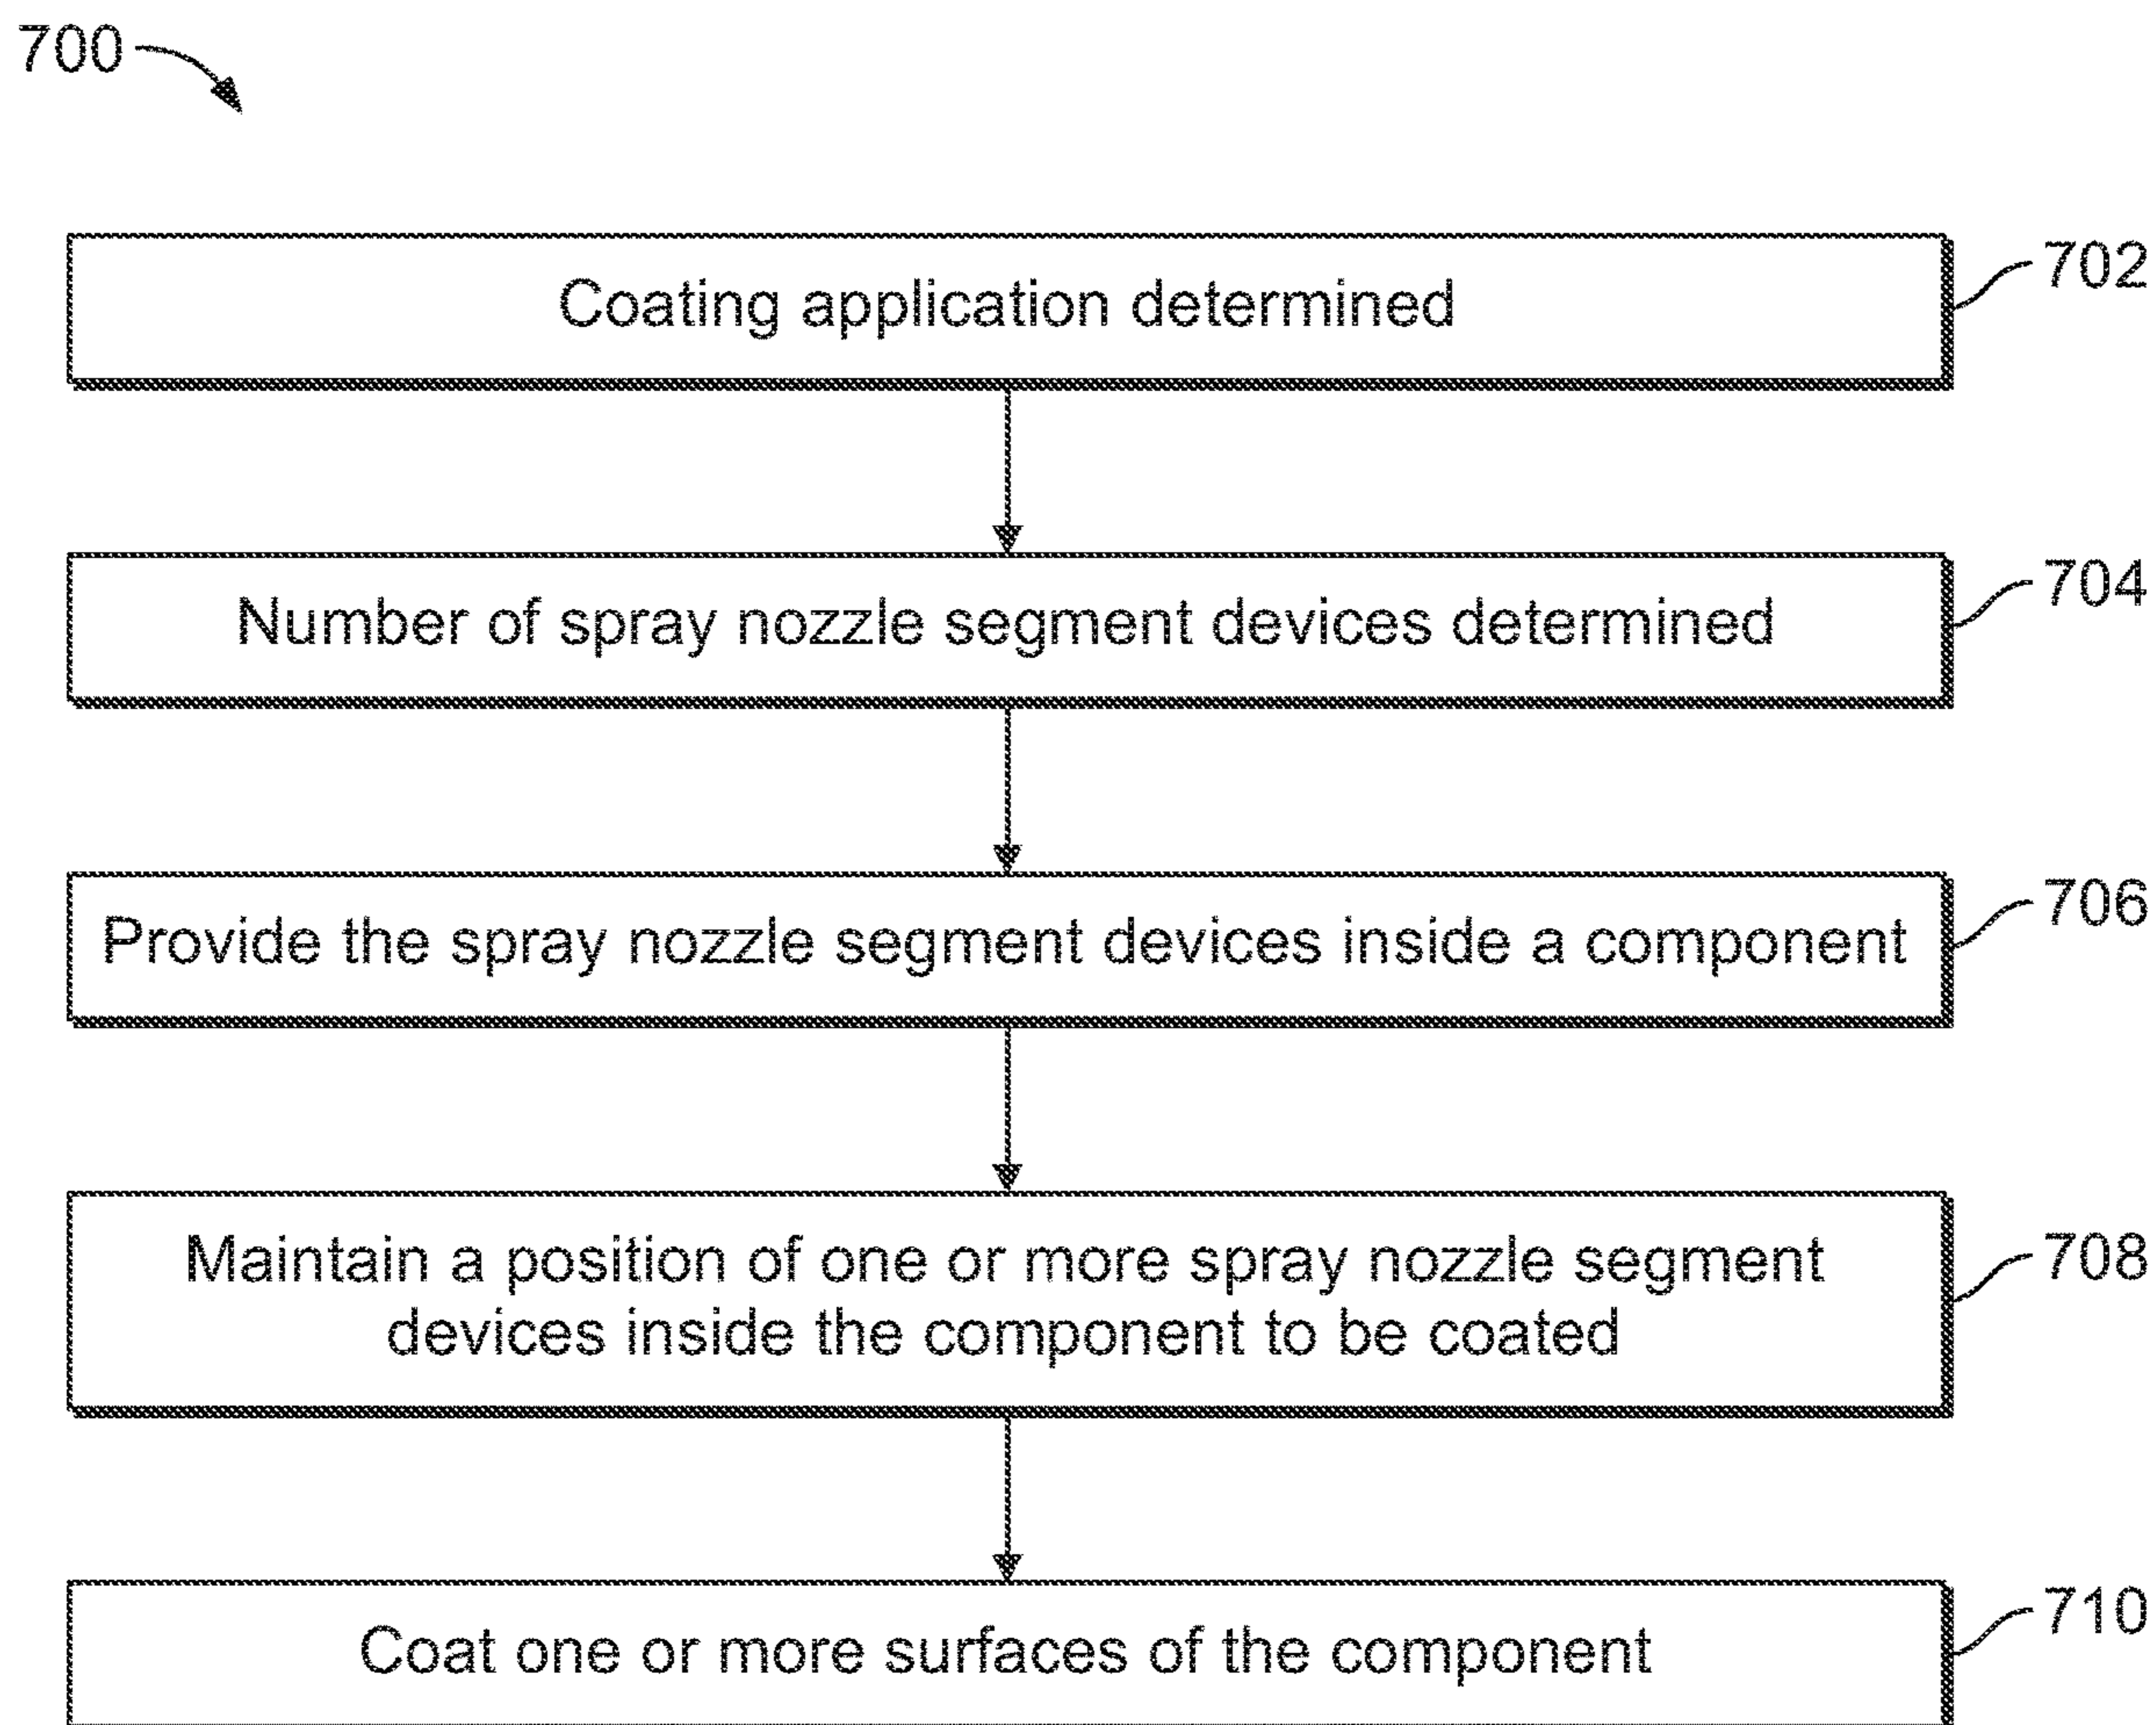 700
Coating application determined
702
Number of spray nozzle segment devices determined
704
Provide the spray nozzle segment devices inside a component
706
Maintain a position of one or more spray nozzle segment
devices inside the component to be coated
708
Coat one or more surfaces of the component
710